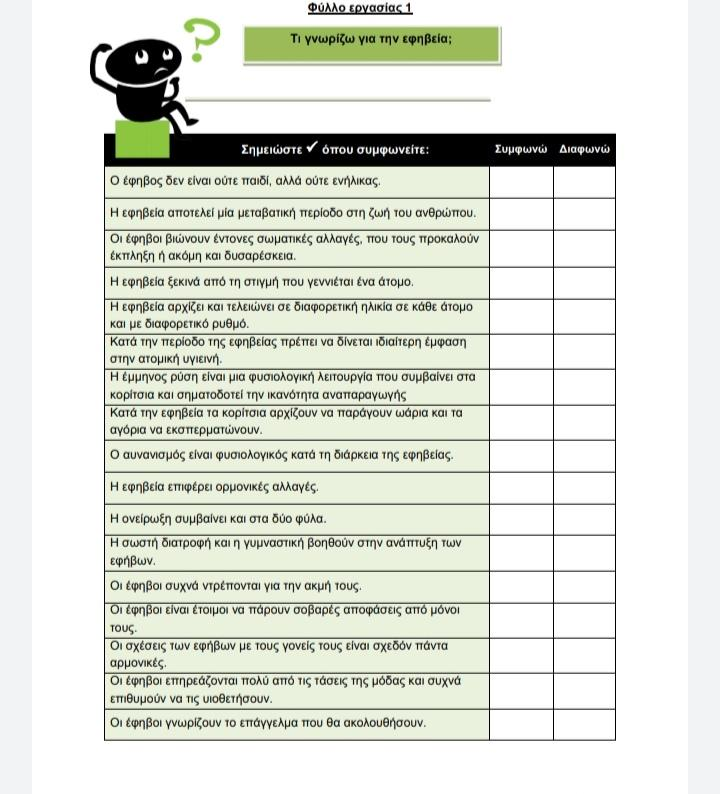 Φύλλο εργασίας 1
Τι γνωρίζω για την εφηβεία;
Σημειώστε ✓ όπου συμφωνείτε: Συμφωνώ Διαφωνώ
Ο έφηβος δεν είναι ούτε παιδί, αλλά ούτε ενήλικας.
Η εφηβεία αποτελεί μία μεταβατική περίοδο στη ζωή του ανθρώπου.
Οι έφηβοι βιώνουν έντονες σωματικές αλλαγές, που τους προκαλούν
έκπληξη ή ακόμη και δυσαρέσκεια.
Η εφηβεία ξεκινά από τη στιγμή που γεννιέται ένα άτομο.
Η εφηβεία αρχίζει και τελειώνει σε διαφορετική ηλικία σε κάθε άτομο
και με διαφορετικό ρυθμό.
Κατά την περίοδο της εφηβείας πρέπει να δίνεται ιδιαίτερη έμφαση
στην ατομική υγιεινή.
Η έμμηνος ρύση είναι μια φυσιολογική λειτουργία που συμβαίνει στα
κορίτσια και σηματοδοτεί την ικανότητα αναπαραγωγής
Κατά την εφηβεία τα κορίτσια αρχίζουν να παράγουν ωάρια και τα
αγόρια να εκσπερματώνουν.
Ο αυνανισμός είναι φυσιολογικός κατά τη διάρκεια της εφηβείας.
Η εφηβεία επιφέρει ορμονικές αλλαγές.
Η ονείρωξη συμβαίνει και στα δύο φύλα.
Η σωστή διατροφή και η γυμναστική βοηθούν στην ανάπτυξη των
εφήβων.
Οι έφηβοι συχνά ντρέπονται για την ακμή τους.
Οι έφηβοι είναι έτοιμοι να πάρουν σοβαρές αποφάσεις από μόνοι
τους.
Οι σχέσεις των εφήβων με τους γονείς τους είναι σχεδόν πάντα
αρμονικές.
Οι έφηβοι επηρεάζονται πολύ από τις τάσεις της μόδας και συχνά
επιθυμούν να τις υιοθετήσουν.
Οι έφηβοι γνωρίζουν το επάγγελμα που θα ακολουθήσουν.